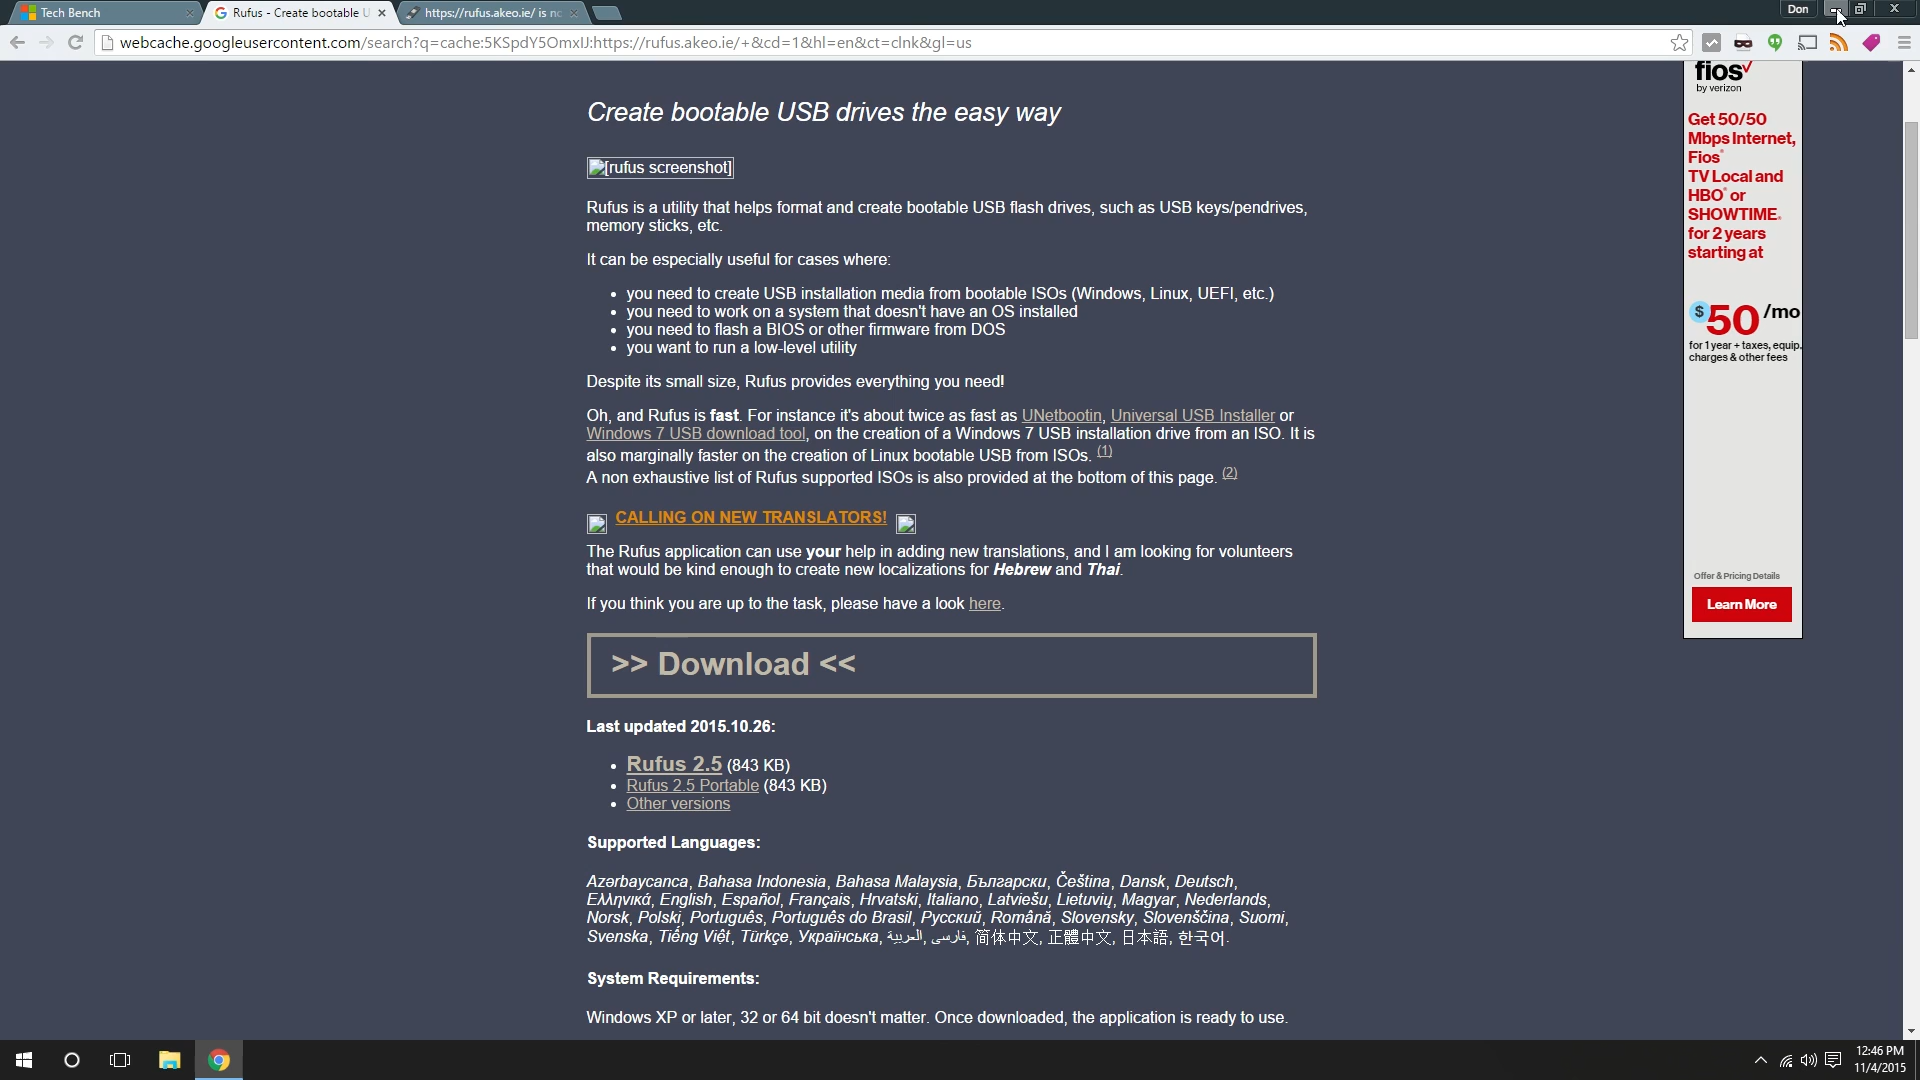 Tech Bench
Rufus - Create bootable U
https://rufus.akeo.ie/ is no
Don
webcache.googleusercontent.com/search?q=cache:5KSpdY5OmxIJ:https://rufus.akeo.ie/+&cd=1&hl=en&ct=clnk&gl=us
Create bootable USB drives the easy way
[rufus screenshot]
Rufus is a utility that helps format and create bootable USB flash drives, such as USB keys/pendrives,
memory sticks, etc.
It can be especially useful for cases where:
• you need to create USB installation media from bootable ISOs (Windows, Linux, UEFI, etc.)
• you need to work on a system that doesn't have an OS installed
• you need to flash a BIOS or other firmware from DOS
• you want to run a low-level utility
Despite its small size, Rufus provides everything you need!
Oh, and Rufus is fast. For instance it's about twice as fast as UNetbootin, Universal USB Installer or
Windows 7 USB download tool, on the creation of a Windows 7 USB installation drive from an ISO. It is
also marginally faster on the creation of Linux bootable USB from ISOs. (1)
A non exhaustive list of Rufus supported ISOs is also provided at the bottom of this page. (2)
CALLING ON NEW TRANSLATORS!
The Rufus application can use your help in adding new translations, and I am looking for volunteers
that would be kind enough to create new localizations for Hebrew and Thai.
If you think you are up to the task, please have a look here.
>> Download <<
Last updated 2015.10.26:
• Rufus 2.5 (843 KB)
• Rufus 2.5 Portable (843 KB)
• Other versions
Supported Languages:
Azərbaycanca, Bahasa Indonesia, Bahasa Malaysia, Български, Čeština, Dansk, Deutsch,
Ελληνικά, English, Español, Français, Hrvatski, Italiano, Latviešu, Lietuvių, Magyar, Nederlands,
Norsk, Polski, Português, Português do Brasil, Русский, Română, Slovensky, Slovenščina, Suomi,
Svenska, Tiếng Việt, Türkçe, Українська, العربية, فارسی, 简体中文, 正體中文, 日本語, 한국어.
System Requirements:
Windows XP or later, 32 or 64 bit doesn't matter. Once downloaded, the application is ready to use.
fios
by verizon
Get 50/50
Mbps Internet,
Fios®
TV Local and
HBO® or
SHOWTIME®
for 2 years
starting at
$50/mo
for 1 year + taxes, equip.
charges & other fees
Offer & Pricing Details
Learn More
12:46 PM
11/4/2015